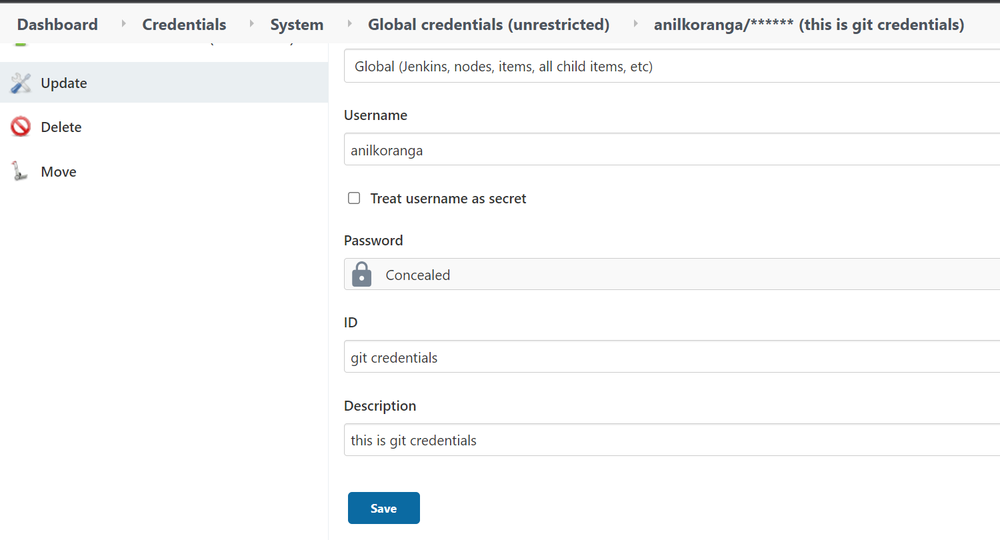 Dashboard Credentials System Global credentials (unrestricted) anilkoranga/****** (this is git credentials)
Update
Delete
Move
Global (Jenkins, nodes, items, all child items, etc)
Username
anilkoranga
Treat username as secret
Password
Concealed
ID
git credentials
Description
this is git credentials
Save